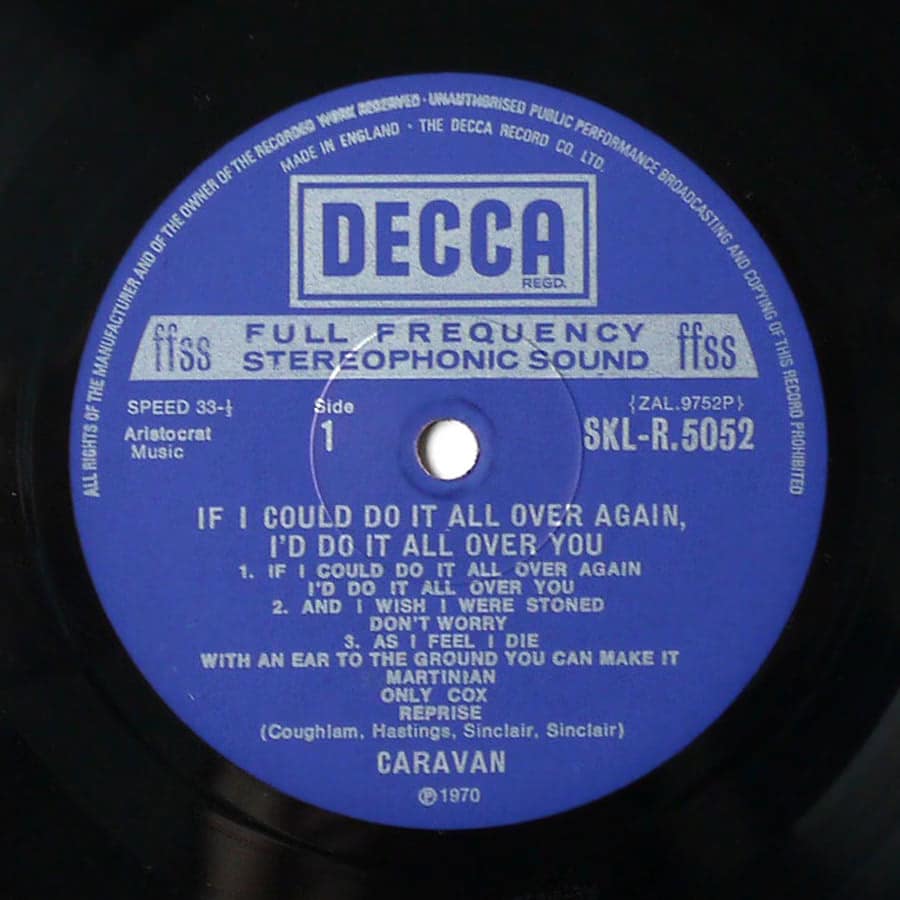 ALL RIGHTS OF THE MANUFACTURER AND OF THE OWNER OF THE RECORDED WORK RESERVED · UNAUTHORISED PUBLIC PERFORMANCE BROADCASTING AND COPYING OF THIS RECORD PROHIBITED
MADE IN ENGLAND · THE DECCA RECORD CO. LTD.
DECCA
REGD.
ffss FULL FREQUENCY ffss
STEREOPHONIC SOUND
SPEED 33-⅓ Side {ZAL.9752P}
Aristocrat 1 SKL-R.5052
Music
IF I COULD DO IT ALL OVER AGAIN,
I'D DO IT ALL OVER YOU
1. IF I COULD DO IT ALL OVER AGAIN
I'D DO IT ALL OVER YOU
2. AND I WISH I WERE STONED
DON'T WORRY
3. AS I FEEL I DIE
WITH AN EAR TO THE GROUND YOU CAN MAKE IT
MARTINIAN
ONLY COX
REPRISE
(Coughlam, Hastings, Sinclair, Sinclair)
CARAVAN
℗1970